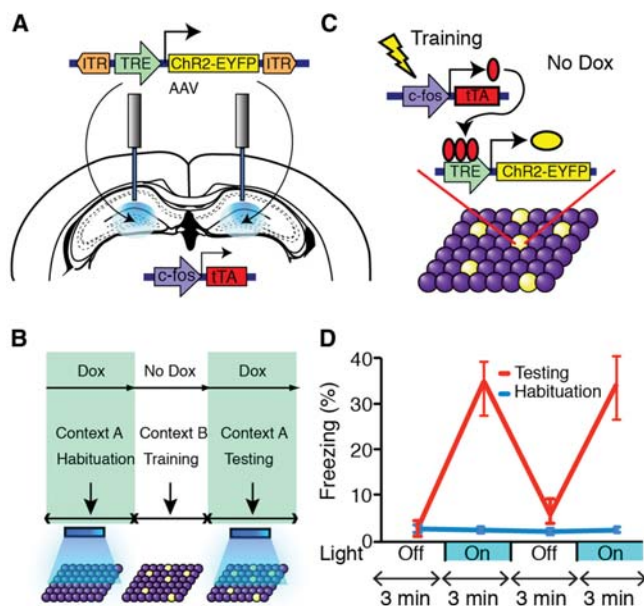 A
ITR TRE ChR2-EYFP ITR
AAV
c-fos tTA
B
Dox No Dox Dox
Context A Context B Context A
Habituation Training Testing
C
Training
No Dox
c-fos tTA
TRE ChR2-EYFP
D
Freezing (%)
40
30
20
10
0
Testing
Habituation
Light Off On Off On
3 min 3 min 3 min 3 min